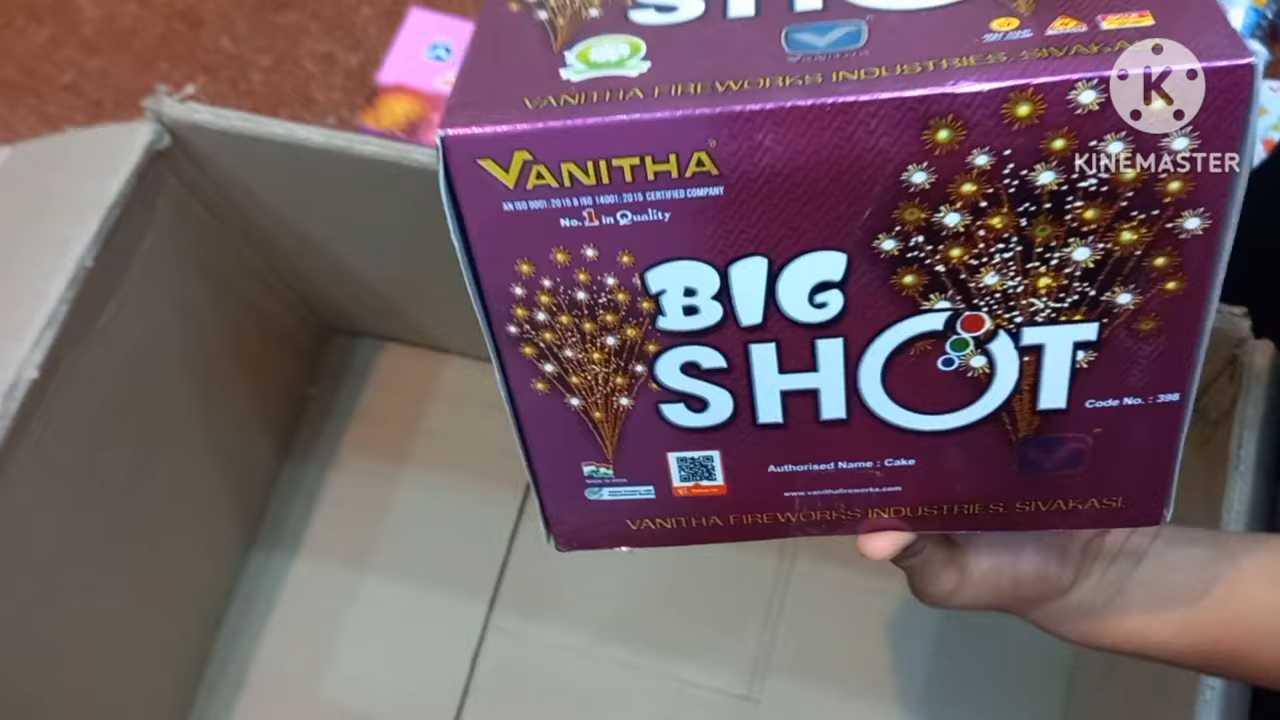 SHOT
VANITHA FIREWORKS INDUSTRIES, SIVAKASI
K
KINEMASTER
VANITHA
AN ISO 9001:2015 & ISO 14001:2015 CERTIFIED COMPANY
No.1 in Quality
BIG
SHOT
Code No. : 398
Authorised Name : Cake
www.vanithafireworks.com
VANITHA FIREWORKS INDUSTRIES. SIVAKASI.